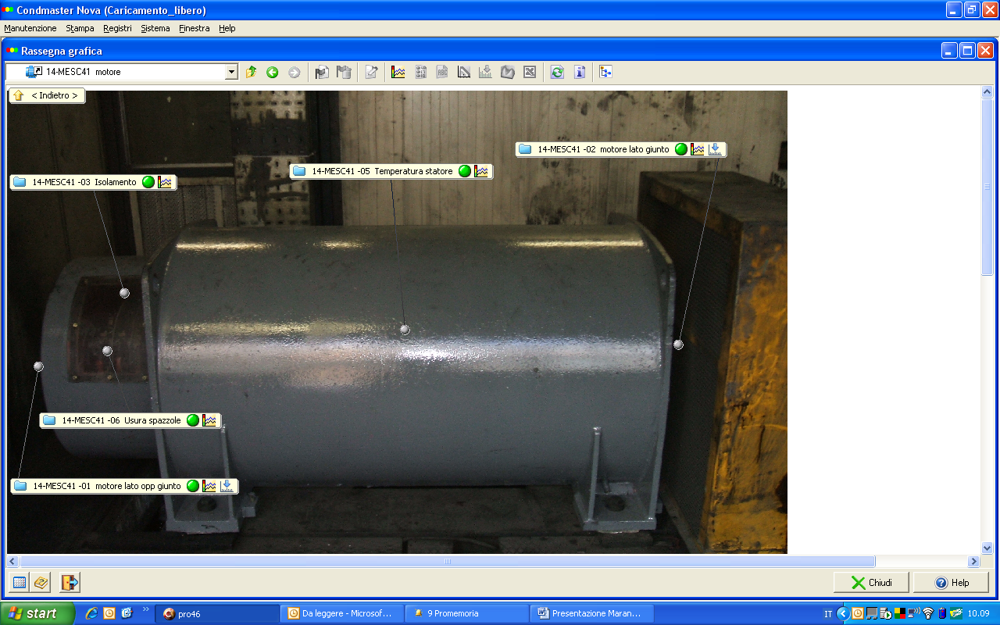 Condmaster Nova (Caricamento_libero)
Manutenzione Stampa Registri Sistema Finestra Help
Rassegna grafica
14-MESC41 motore
< Indietro >
14-MESC41 -02 motore lato giunto
14-MESC41 -05 Temperatura statore
14-MESC41 -03 Isolamento
14-MESC41 -06 Usura spazzole
14-MESC41 -01 motore lato opp giunto
Chiudi Help
start pro46 Da leggere - Microsof... 9 Promemoria Presentazione Maran... IT 10.09